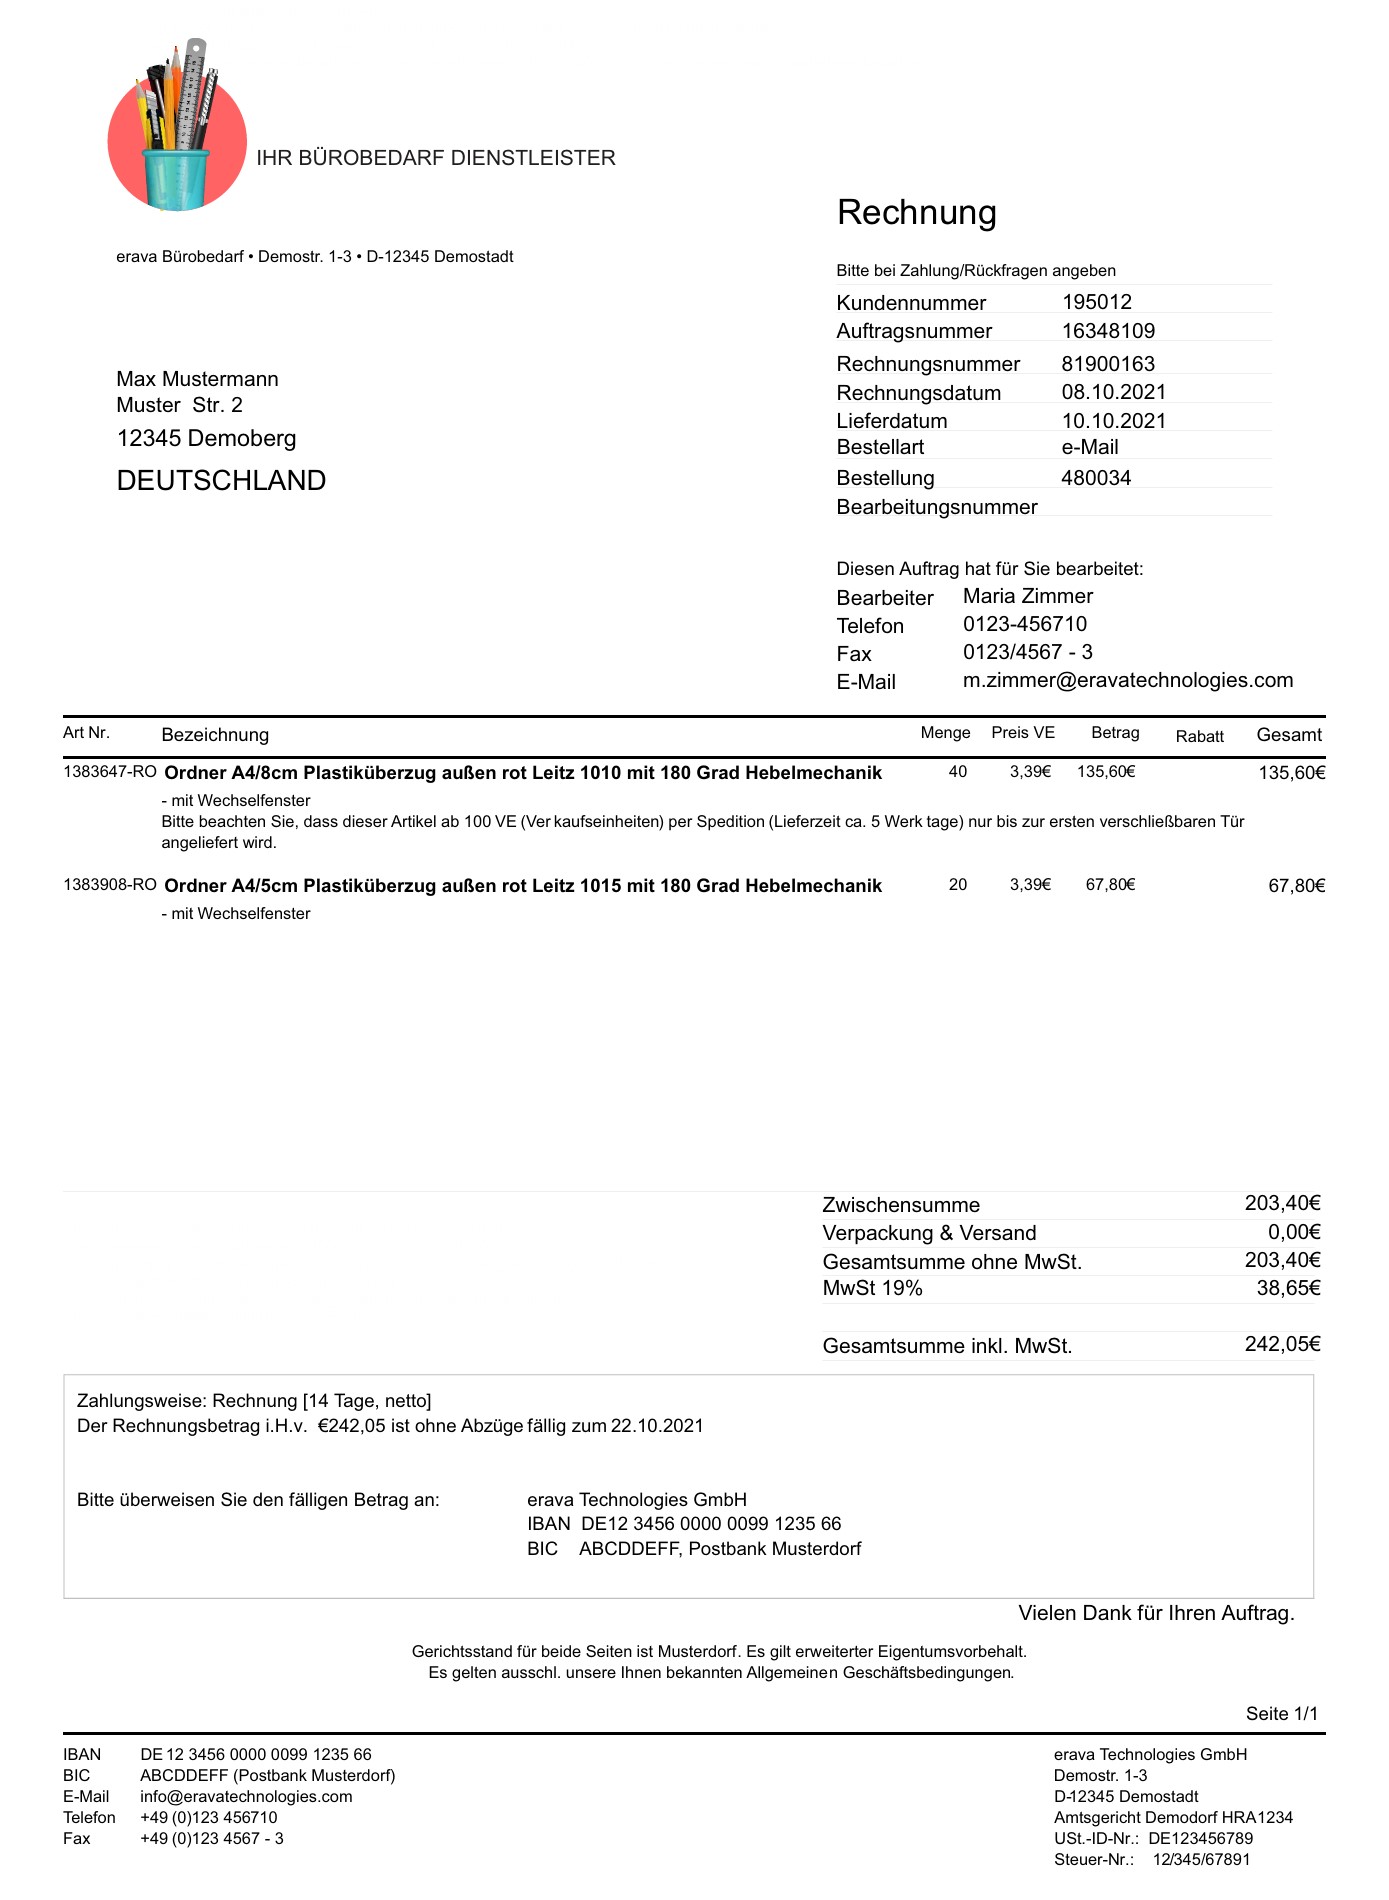 IHR BÜROBEDARF DIENSTLEISTER
Rechnung
erava Bürobedarf • Demostr. 1-3 • D-12345 Demostadt
Bitte bei Zahlung/Rückfragen angeben
Kundennummer 195012
Auftragsnummer 16348109
Rechnungsnummer 81900163
Rechnungsdatum 08.10.2021
Lieferdatum 10.10.2021
Bestellart e-Mail
Bestellung 480034
Bearbeitungsnummer
Max Mustermann
Muster Str. 2
12345 Demoberg
DEUTSCHLAND
Diesen Auftrag hat für Sie bearbeitet:
Bearbeiter Maria Zimmer
Telefon 0123-456710
Fax 0123/4567 - 3
E-Mail m.zimmer@eravatechnologies.com
Art Nr. Bezeichnung Menge Preis VE Betrag Rabatt Gesamt
1383647-RO Ordner A4/8cm Plastiküberzug außen rot Leitz 1010 mit 180 Grad Hebelmechanik 40 3,39€ 135,60€ 135,60€
- mit Wechselfenster
Bitte beachten Sie, dass dieser Artikel ab 100 VE (Verkaufseinheiten) per Spedition (Lieferzeit ca. 5 Werktage) nur bis zur ersten verschließbaren Tür
angeliefert wird.
1383908-RO Ordner A4/5cm Plastiküberzug außen rot Leitz 1015 mit 180 Grad Hebelmechanik 20 3,39€ 67,80€ 67,80€
- mit Wechselfenster
Zwischensumme 203,40€
Verpackung & Versand 0,00€
Gesamtsumme ohne MwSt. 203,40€
MwSt 19% 38,65€
Gesamtsumme inkl. MwSt. 242,05€
Zahlungsweise: Rechnung [14 Tage, netto]
Der Rechnungsbetrag i.H.v. €242,05 ist ohne Abzüge fällig zum 22.10.2021
Bitte überweisen Sie den fälligen Betrag an: erava Technologies GmbH
IBAN DE12 3456 0000 0099 1235 66
BIC ABCDDEFF, Postbank Musterdorf
Vielen Dank für Ihren Auftrag.
Gerichtsstand für beide Seiten ist Musterdorf. Es gilt erweiterter Eigentumsvorbehalt.
Es gelten ausschl. unsere Ihnen bekannten Allgemeinen Geschäftsbedingungen.
Seite 1/1
IBAN DE 12 3456 0000 0099 1235 66
BIC ABCDDEFF (Postbank Musterdorf)
E-Mail info@eravatechnologies.com
Telefon +49 (0)123 456710
Fax +49 (0)123 4567 - 3
erava Technologies GmbH
Demostr. 1-3
D-12345 Demostadt
Amtsgericht Demodorf HRA1234
USt.-ID-Nr.: DE123456789
Steuer-Nr.: 12/345/67891